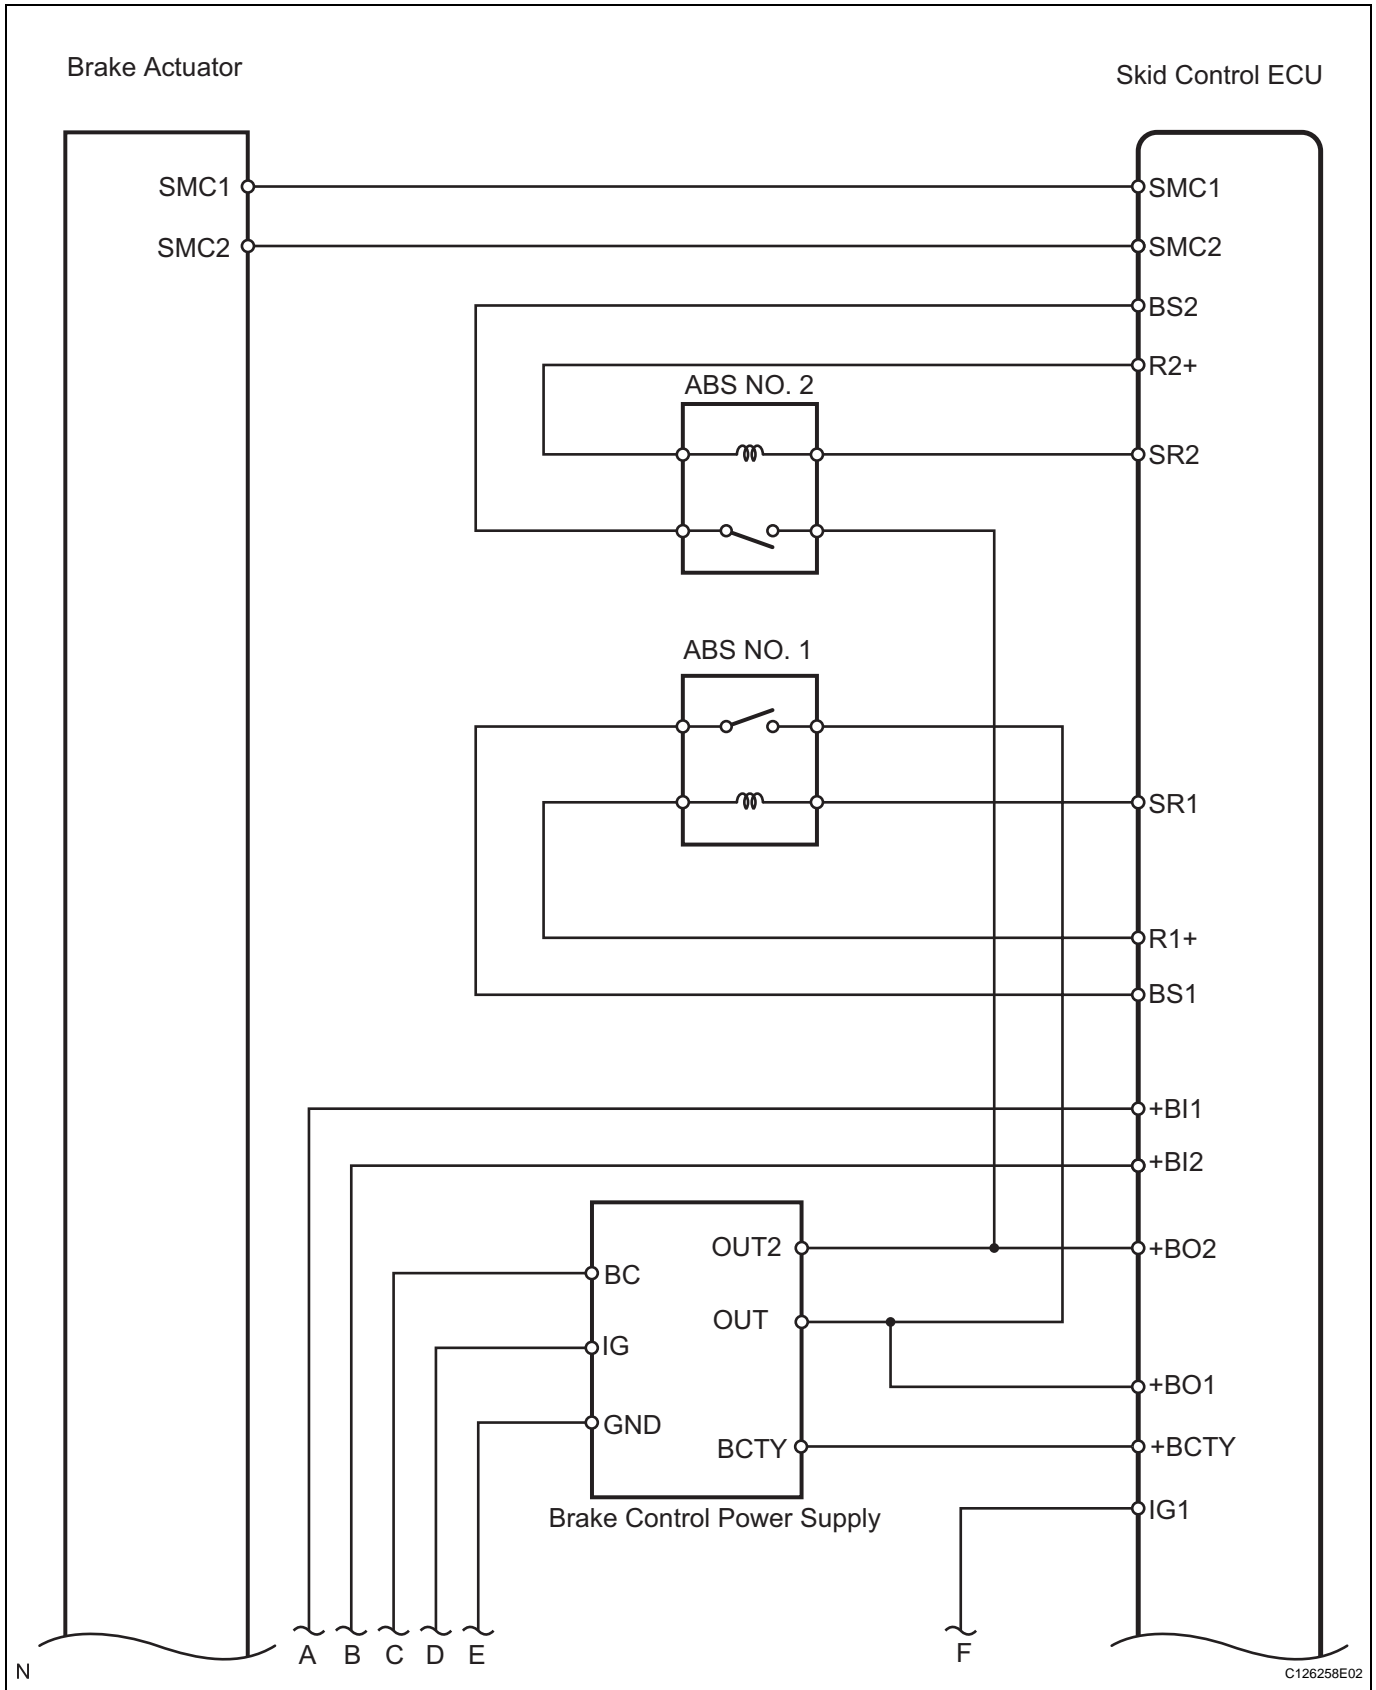 Brake Actuator
Skid Control ECU
SMC1
SMC1
SMC2
SMC2
BS2
R2+
ABS NO. 2
SR2
ABS NO. 1
SR1
R1+
BS1
+BI1
+BI2
OUT2
+BO2
BC
OUT
IG
+BO1
GND
BCTY
+BCTY
IG1
Brake Control Power Supply
A B C D E
F
N
C126258E02